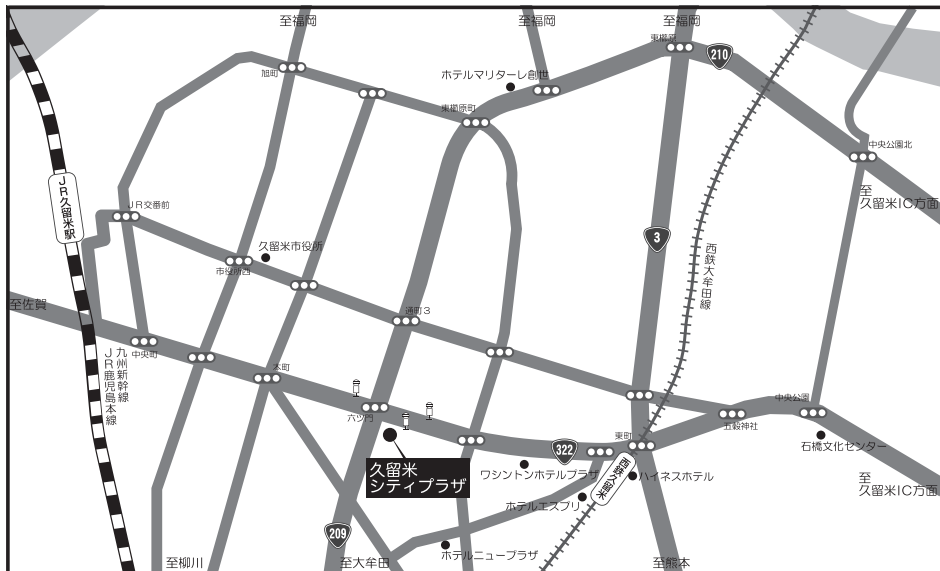 至福岡
至福岡
至福岡
東櫛原
210
旭町
ホテルマリターレ創世
東櫛原町
中央公園北
至
久留米IC方面
JR久留米駅
JR交番前
久留米市役所
市役所西
3
西鉄大牟田線
至佐賀
通町3
中央町
九州新幹線
JR鹿児島本線
本町
六ツ門
中央公園
五穀神社
東町
石橋文化センター
322
久留米
シティプラザ
ワシントンホテルプラザ
西鉄久留米
ハイネスホテル
至
久留米IC方面
ホテルエスプリ
209
ホテルニュープラザ
至柳川
至大牟田
至熊本